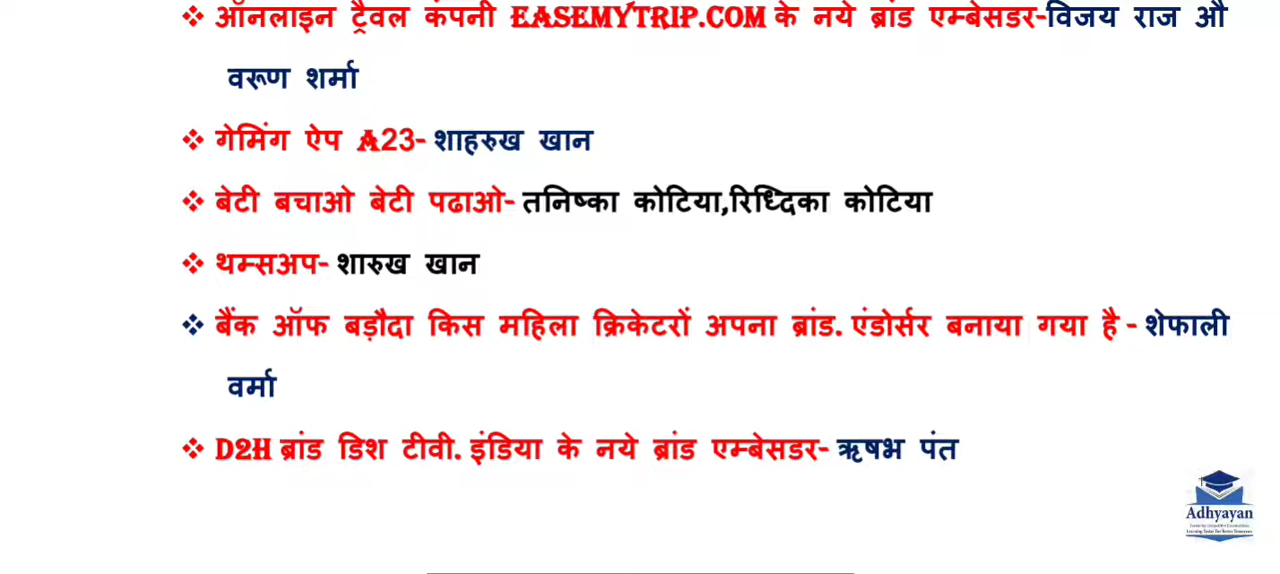 ❖ ऑनलाइन ट्रैवल कंपनी EASEMYTRIP.COM के नये ब्रांड एम्बेसडर-विजय राज औ
वरूण शर्मा
❖ गेमिंग ऐप A23- शाहरुख खान
❖ बेटी बचाओ बेटी पढाओ- तनिष्का कोटिया,रिध्दिका कोटिया
❖ थम्सअप- शारुख खान
❖ बैंक ऑफ बड़ौदा किस महिला क्रिकेटरों अपना ब्रांड. एंडोर्सर बनाया गया है - शेफाली
वर्मा
❖ D2H ब्रांड डिश टीवी. इंडिया के नये ब्रांड एम्बेसडर- ऋषभ पंत
Adhyayan